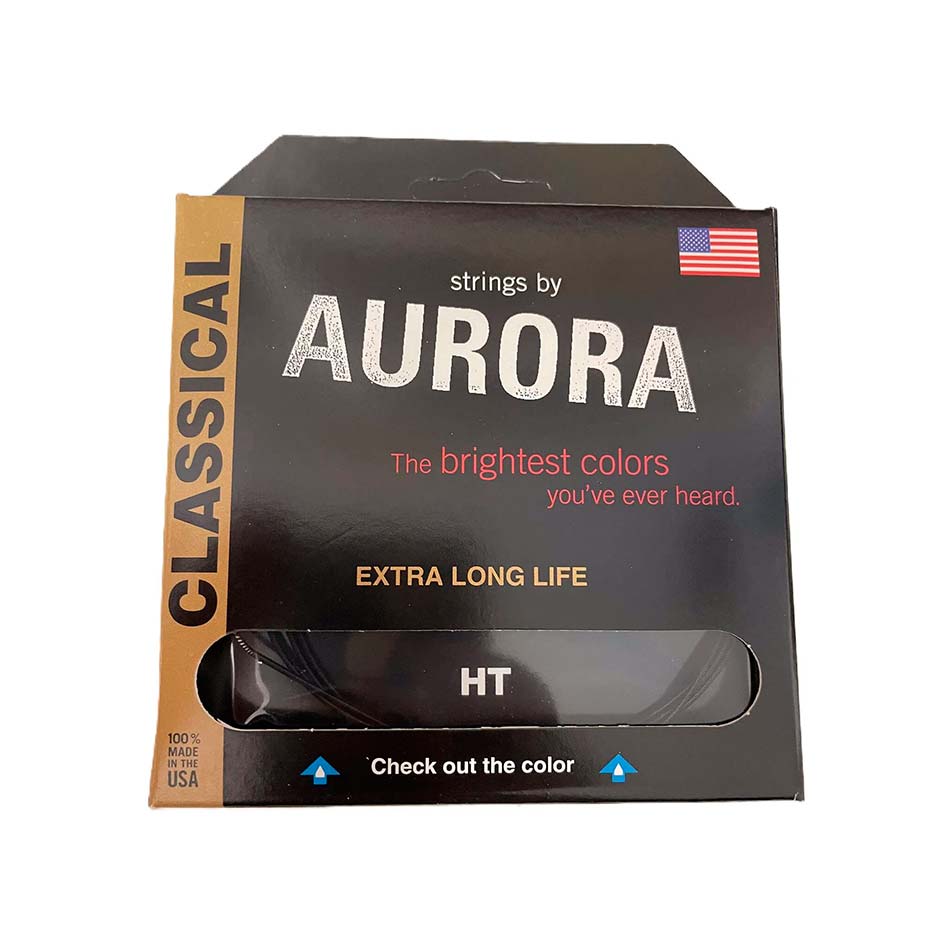 CLASSICAL
strings by
AURORA
The brightest colors
you've ever heard.
EXTRA LONG LIFE
HT
100%
MADE
IN THE
USA
Check out the color